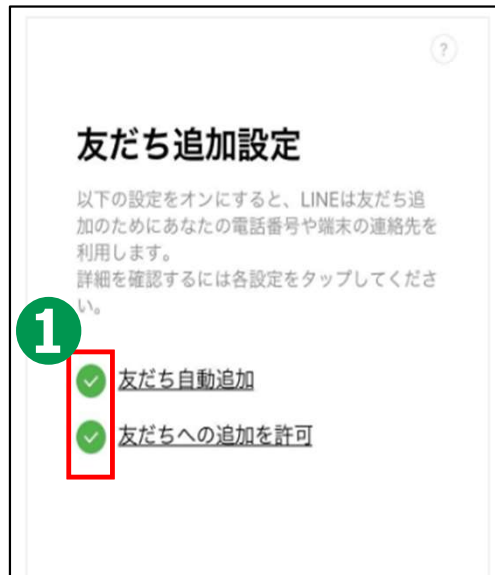 ?
友だち追加設定
以下の設定をオンにすると、LINEは友だち追
加のためにあなたの電話番号や端末の連絡先を
利用します。
詳細を確認するには各設定をタップしてくださ
い。
1
友だち自動追加
友だちへの追加を許可